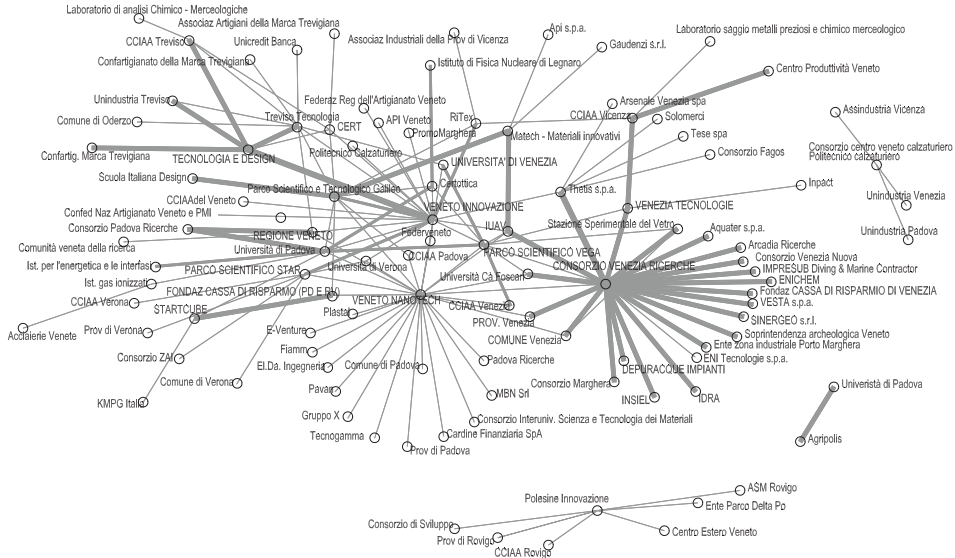 Laboratorio di analisi Chimico - Merceologiche
Associaz Artigiani della Marca Trevigiana
CCIAA Treviso
Unicredit Banca
Associaz Industriali della Prov di Vicenza
Api s.p.a.
Gaudenzi s.r.l.
Laboratorio saggio metalli preziosi e chimico merceologico
Confartigianato della Marca Trevigiana
Istituto di Fisica Nucleare di Legnaro
Centro Produttività Veneto
Unindustria Treviso
Federaz Reg dell'Artigianato Veneto
Arsenale Venezia spa
Assindustria Vicenza
Comune di Oderzo
Treviso Tecnologia
CERT
API Veneto
PromoMarghera
RiTex
CCIAA Vicenza
Solomerci
Matech - Materiali innovativi
Tese spa
Confartig. Marca Trevigiana
TECNOLOGIA E DESIGN
Politecnico Calzaturiero
UNIVERSITA' DI VENEZIA
Consorzio Fagos
Consorzio centro veneto calzaturiero
Politecnico calzaturiero
Scuola Italiana Design
Parco Scientifico e Tecnologico Galileo
Certottica
Thetis s.p.a.
Inpact
CCIAAdel Veneto
VENETO INNOVAZIONE
VENEZIA TECNOLOGIE
Unindustria Venezia
Confed Naz Artigianato Veneto e PMI
Consorzio Padova Ricerche
REGIONE VENETO
Federveneto
IUAV
Stazione Sperimentale del Vetro
Aquater s.p.a.
Unindustria Padova
Comunità veneta della ricerca
Università di Padova
CCIAA Padova
PARCO SCIENTIFICO VEGA
Arcadia Ricerche
Ist. per l'energetica e le interfasi
PARCO SCIENTIFICO STAR
Università di Verona
Università Cà Foscari
CONSORZIO VENEZIA RICERCHE
Consorzio Venezia Nuova
IMPRESUB Diving & Marine Contractor
Ist. gas ionizzati
ENICHEM
FONDAZ CASSA DI RISPARMIO (PD E RV)
Fondaz CASSA DI RISPARMIO DI VENEZIA
CCIAA Verona
STARTCUBE
VENETO NANOTECH
CCIAA Venezia
VESTA s.p.a.
Plastal
PROV. Venezia
SINERGEO s.r.l.
Acciaierie Venete
Prov di Verona
E-Venture
COMUNE Venezia
Soprintendenza archeologica Veneto
Ente zona industriale Porto Marghera
Consorzio ZAI
Fiamm
Comune di Padova
Padova Ricerche
ENI Tecnologie s.p.a.
El.Da. Ingegneria
DEPURACQUE IMPIANTI
Comune di Verona
Pavan
Consorzio Marghera
Univeristà di Padova
KMPG Italia
MBN Srl
INSIEL
IDRA
Gruppo X
Consorzio Interuniv. Scienza e Tecnologia dei Materiali
Tecnogamma
Cardine Finanziaria SpA
Agripolis
Prov di Padova
ASM Rovigo
Polesine Innovazione
Ente Parco Delta Po
Consorzio di Sviluppo
Centro Estero Veneto
Prov di Rovigo
CCIAA Rovigo